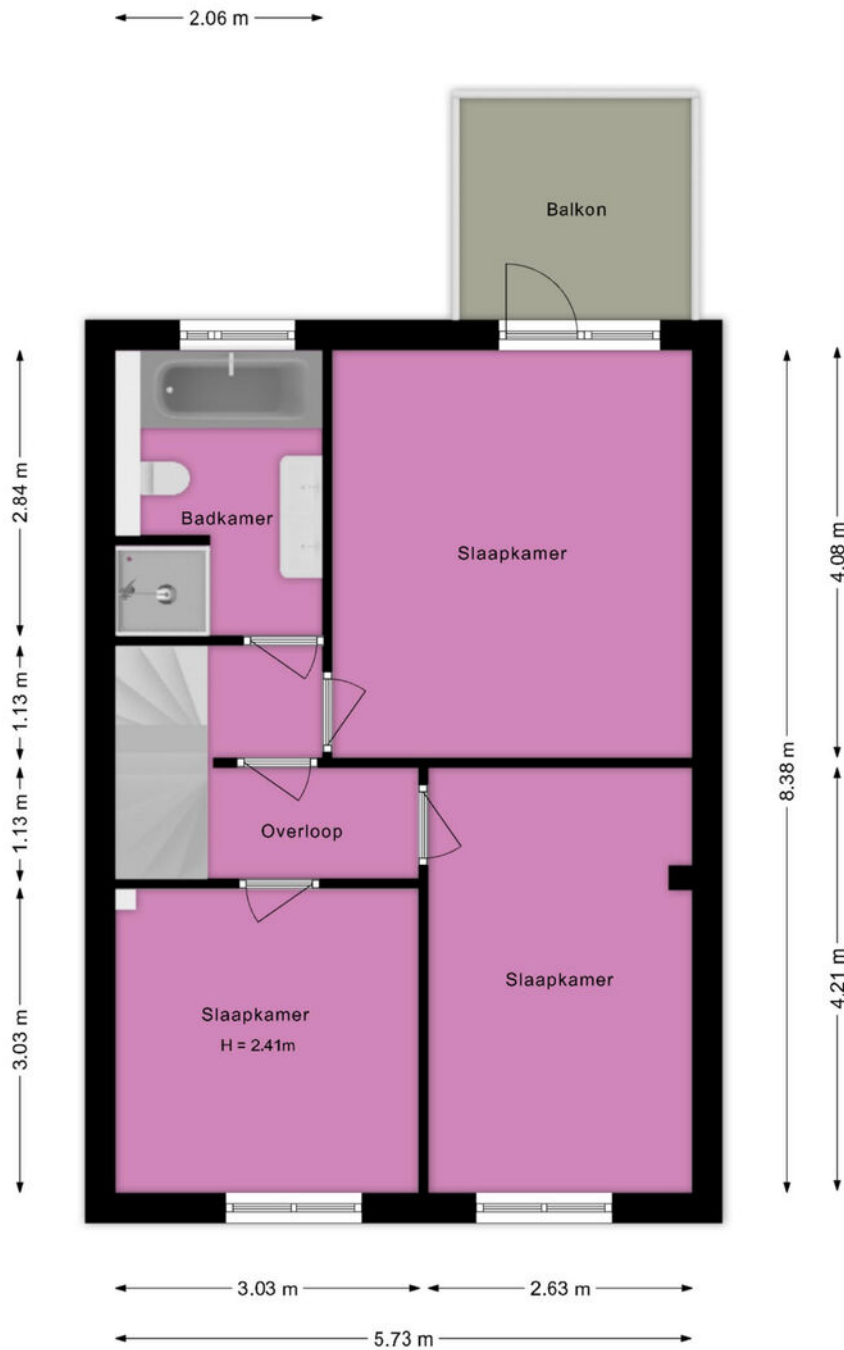 2.06 m
Balkon
2.84 m
Badkamer
Slaapkamer
4.08 m
1.13 m
8.38 m
1.13 m
Overloop
4.21 m
Slaapkamer
3.03 m
Slaapkamer
H = 2.41m
3.03 m
2.63 m
5.73 m